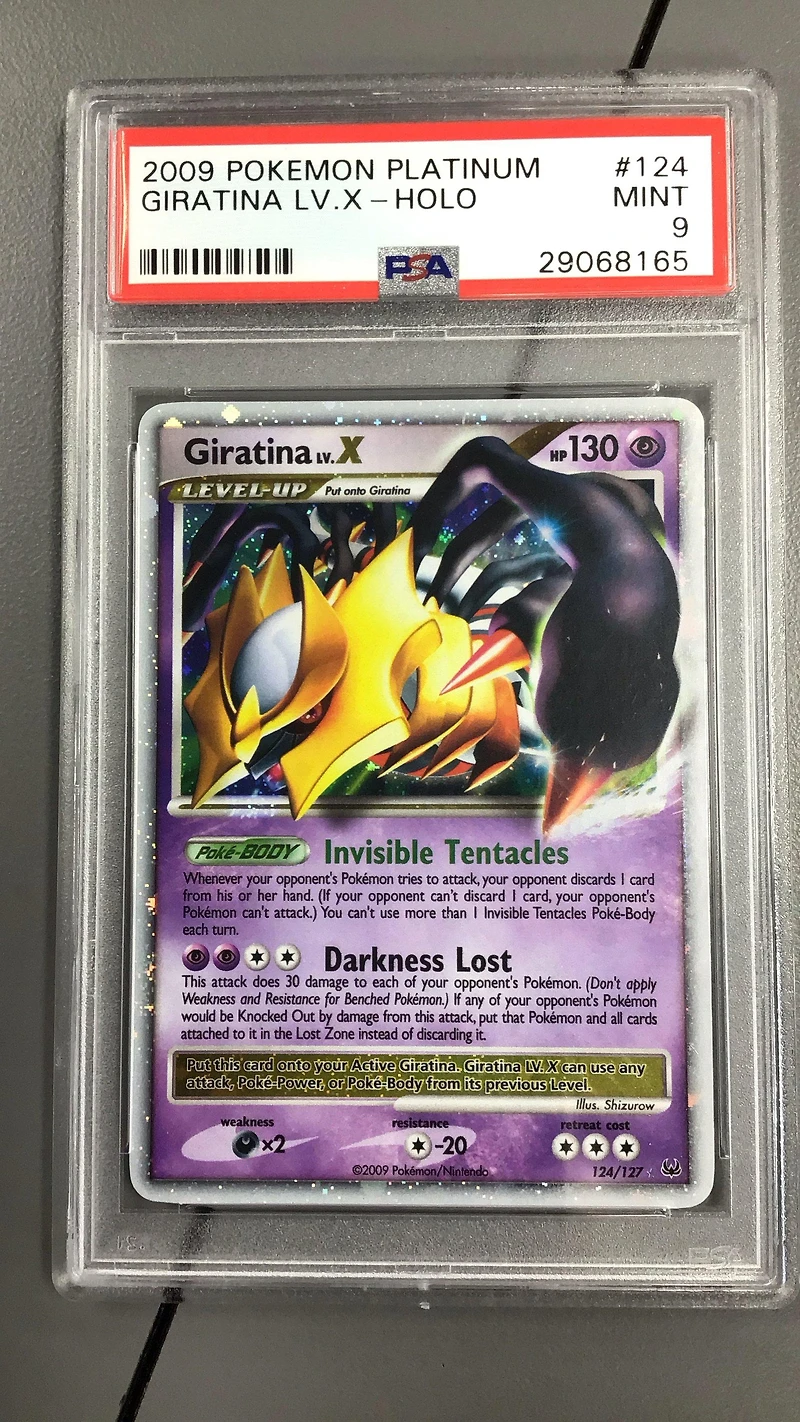 2009 POKEMON PLATINUM #124
GIRATINA LV.X – HOLO MINT
9
PSA 29068165
Giratina LV.X HP 130
LEVEL-UP Put onto Giratina
Poké-BODY Invisible Tentacles
Whenever your opponent's Pokémon tries to attack, your opponent discards 1 card
from his or her hand. (If your opponent can't discard 1 card, your opponent's
Pokémon can't attack.) You can't use more than 1 Invisible Tentacles Poké-Body
each turn.
Darkness Lost
This attack does 30 damage to each of your opponent's Pokémon. (Don't apply
Weakness and Resistance for Benched Pokémon.) If any of your opponent's Pokémon
would be Knocked Out by damage from this attack, put that Pokémon and all cards
attached to it in the Lost Zone instead of discarding it.
Put this card onto your Active Giratina. Giratina LV.X can use any
attack, Poké-Power, or Poké-Body from its previous Level.
Illus. Shizurow
weakness resistance retreat cost
×2 -20
©2009 Pokémon/Nintendo 124/127
PSA